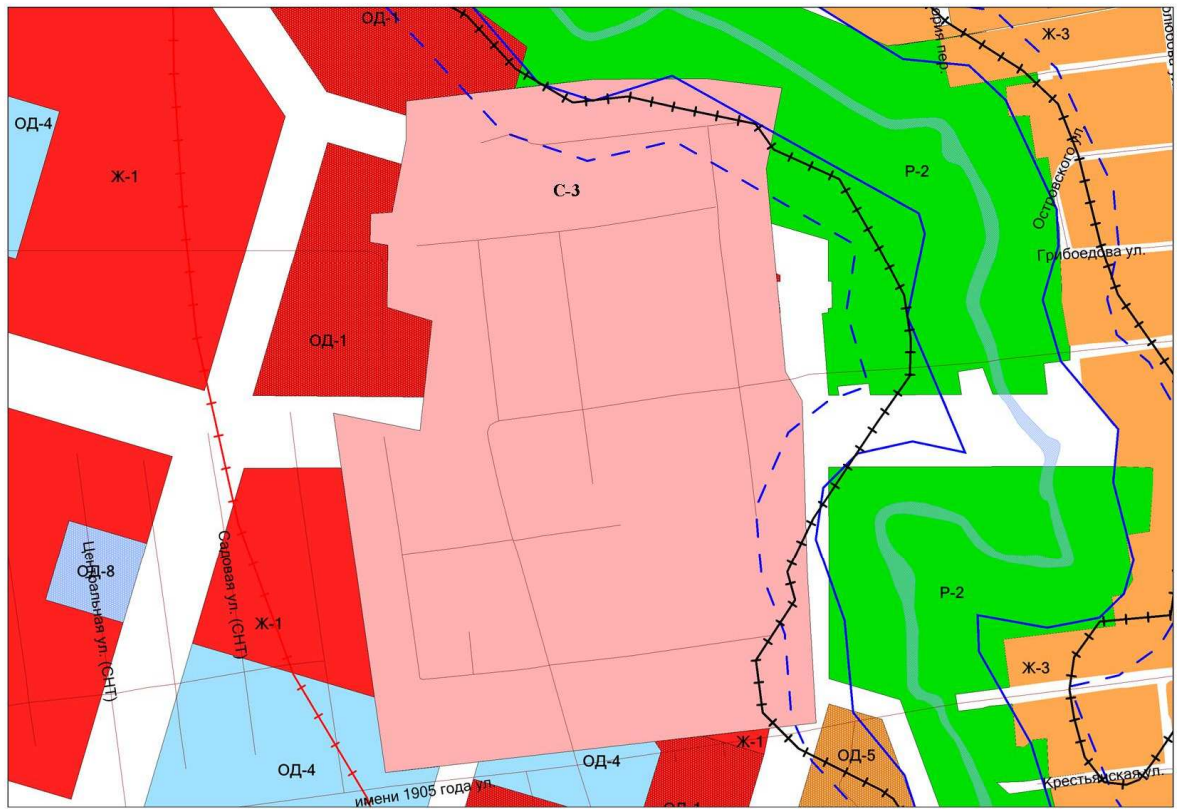 ОД-1
Ж-3
ОД-4
Ж-1
Р-2
С-3
Островского ул.
Грибоедова ул.
ОД-1
ОД-8
Центральная ул. (СНТ)
Садовая ул. (СНТ)
Ж-1
Р-2
Ж-3
Ж-1
ОД-5
ОД-4
ОД-4
Крестьянская ул.
имени 1905 года ул.
ОД-1